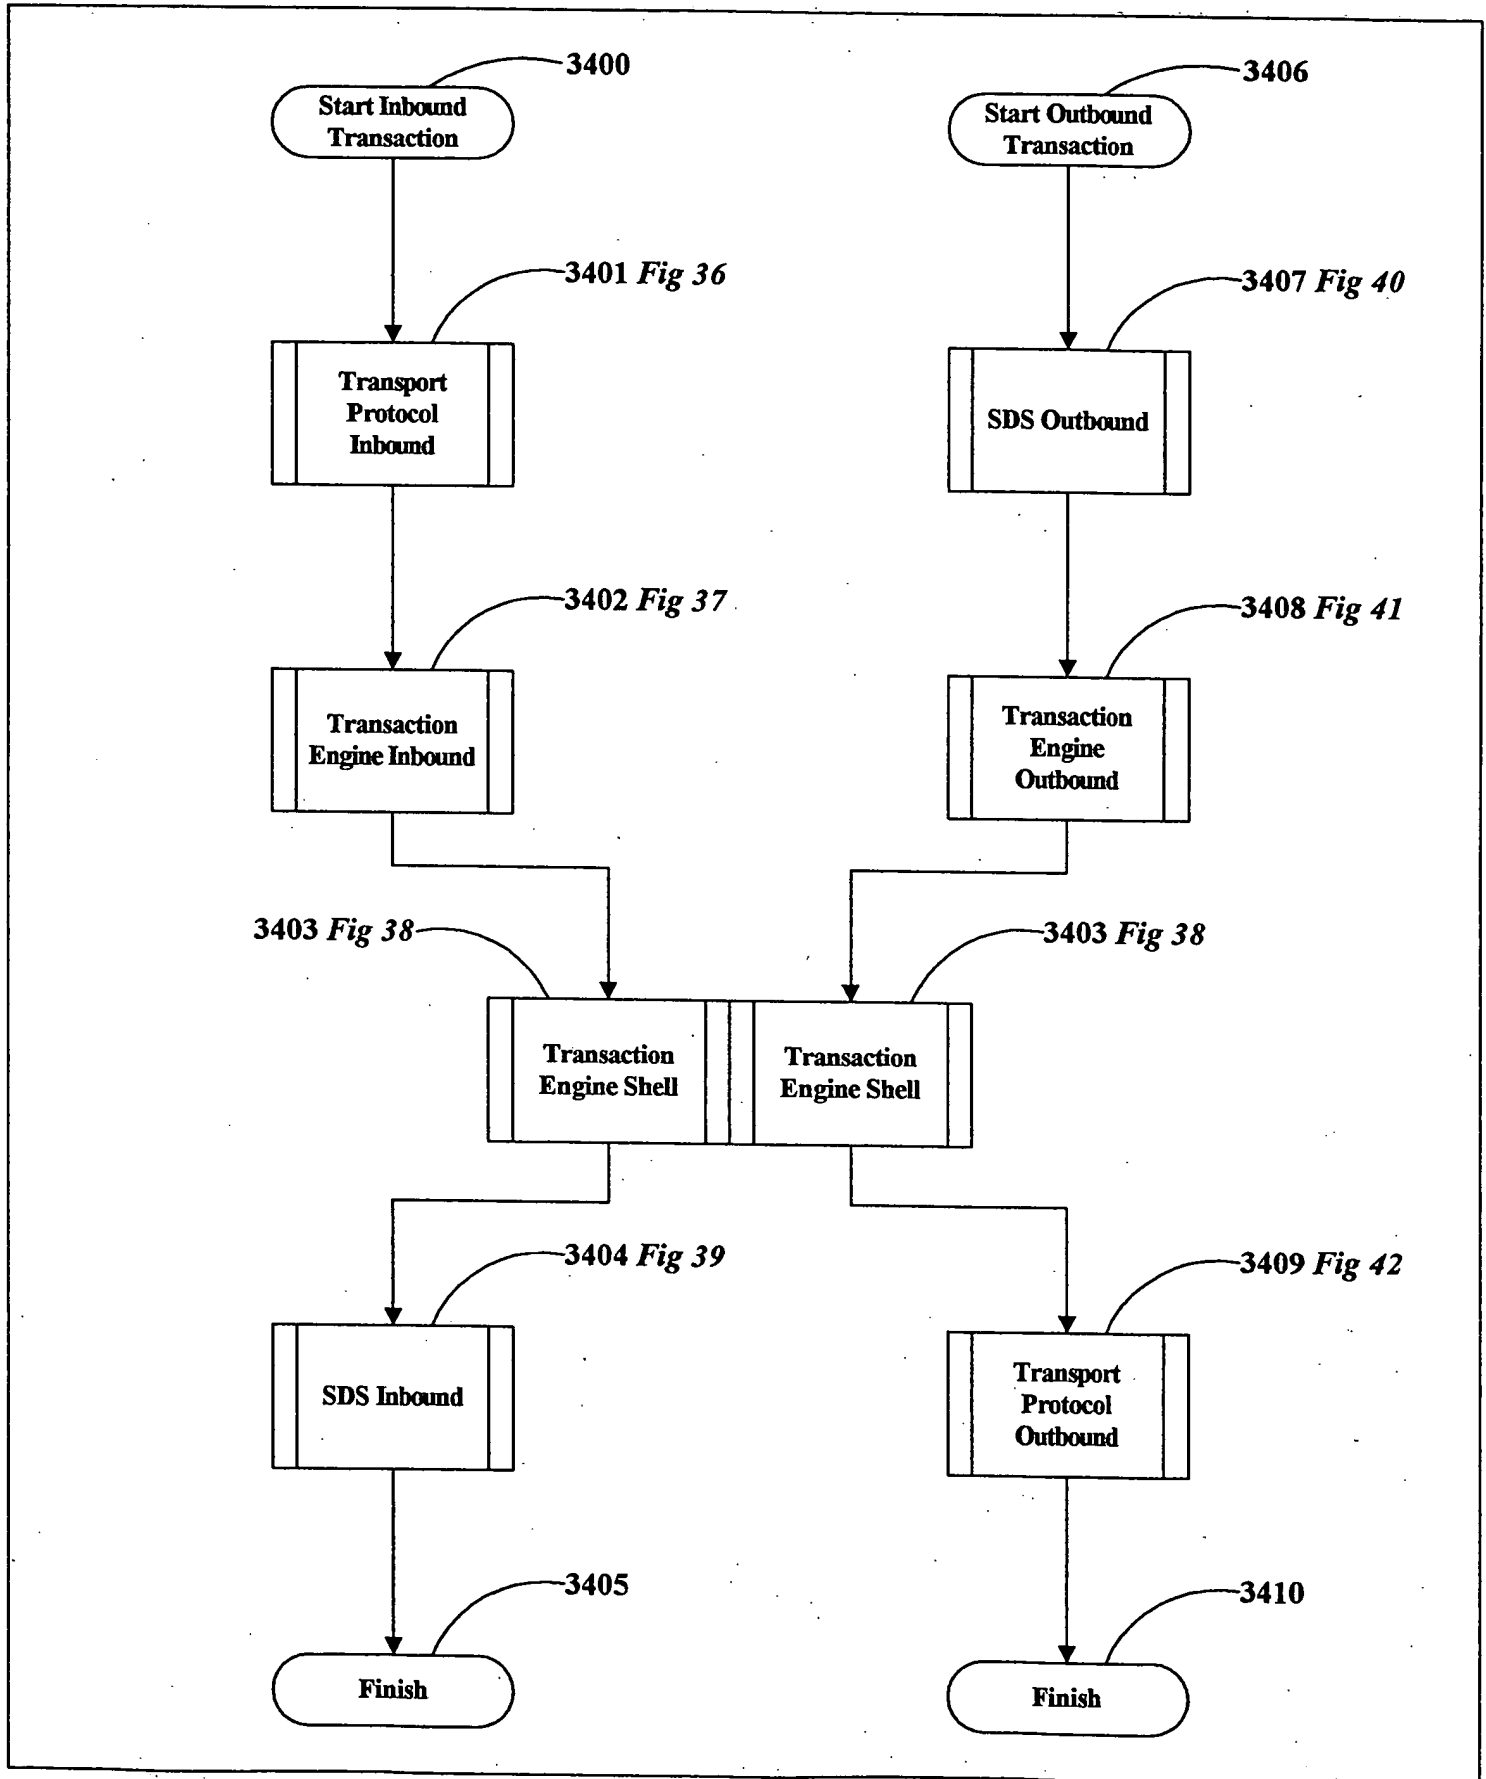 3400
Start Inbound
Transaction
3401 Fig 36
Transport
Protocol
Inbound
3402 Fig 37
Transaction
Engine Inbound
3403 Fig 38
Transaction
Engine Shell
3404 Fig 39
SDS Inbound
3405
Finish
3406
Start Outbound
Transaction
3407 Fig 40
SDS Outbound
3408 Fig 41
Transaction
Engine
Outbound
3403 Fig 38
Transaction
Engine Shell
3409 Fig 42
Transport
Protocol
Outbound
3410
Finish